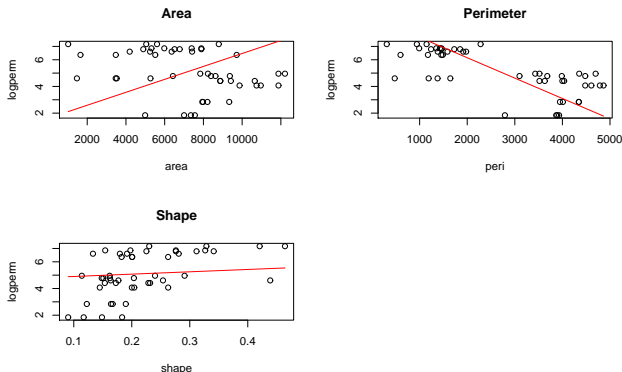 Area
logperm
2 4 6
2000 4000 6000 8000 10000
area
Perimeter
logperm
2 4 6
1000 2000 3000 4000 5000
peri
Shape
logperm
2 4 6
0.1 0.2 0.3 0.4
shape